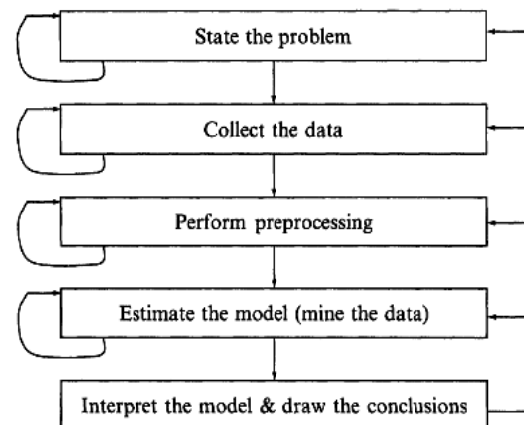 State the problem
Collect the data
Perform preprocessing
Estimate the model (mine the data)
Interpret the model & draw the conclusions